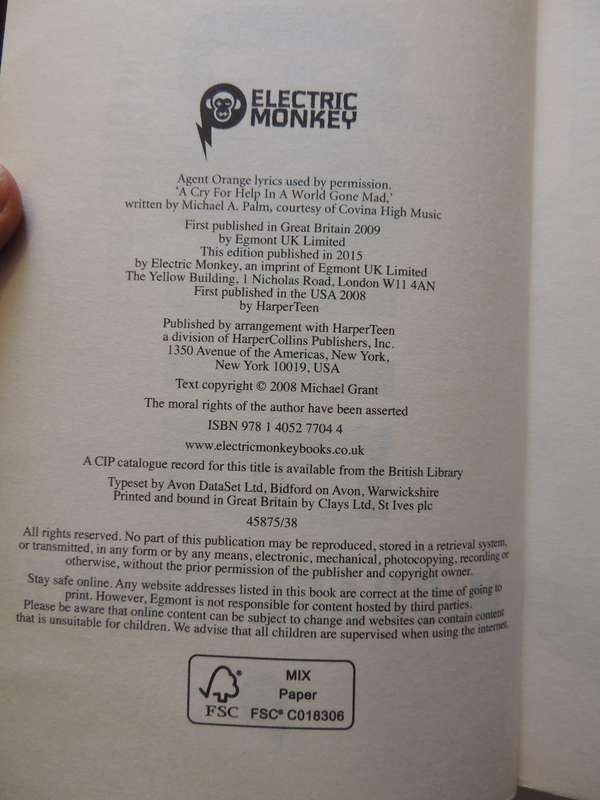 ELECTRIC
MONKEY
Agent Orange lyrics used by permission.
'A Cry For Help In A World Gone Mad,'
written by Michael A. Palm, courtesy of Covina High Music
First published in Great Britain 2009
by Egmont UK Limited
This edition published in 2015
by Electric Monkey, an imprint of Egmont UK Limited
The Yellow Building, 1 Nicholas Road, London W11 4AN
First published in the USA 2008
by HarperTeen
Published by arrangement with HarperTeen
a division of HarperCollins Publishers, Inc.
1350 Avenue of the Americas, New York,
New York 10019, USA
Text copyright © 2008 Michael Grant
The moral rights of the author have been asserted
ISBN 978 1 4052 7704 4
www.electricmonkeybooks.co.uk
A CIP catalogue record for this title is available from the British Library
Typeset by Avon DataSet Ltd, Bidford on Avon, Warwickshire
Printed and bound in Great Britain by Clays Ltd, St Ives plc
45875/38
All rights reserved. No part of this publication may be reproduced, stored in a retrieval system,
or transmitted, in any form or by any means, electronic, mechanical, photocopying, recording or
otherwise, without the prior permission of the publisher and copyright owner.
Stay safe online. Any website addresses listed in this book are correct at the time of going to
print. However, Egmont is not responsible for content hosted by third parties.
Please be aware that online content can be subject to change and websites can contain content
that is unsuitable for children. We advise that all children are supervised when using the internet.
MIX
Paper
FSC® C018306
FSC